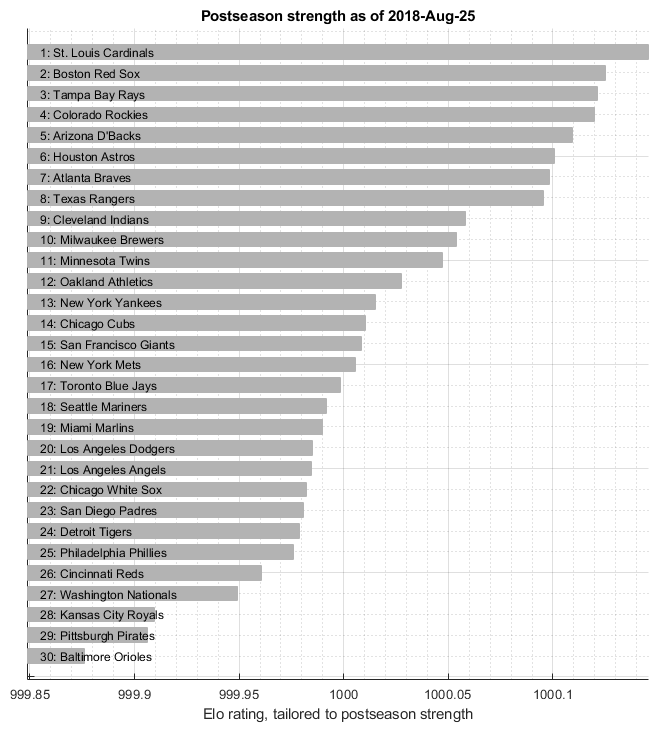 Postseason strength as of 2018-Aug-25
1: St. Louis Cardinals
2: Boston Red Sox
3: Tampa Bay Rays
4: Colorado Rockies
5: Arizona D'Backs
6: Houston Astros
7: Atlanta Braves
8: Texas Rangers
9: Cleveland Indians
10: Milwaukee Brewers
11: Minnesota Twins
12: Oakland Athletics
13: New York Yankees
14: Chicago Cubs
15: San Francisco Giants
16: New York Mets
17: Toronto Blue Jays
18: Seattle Mariners
19: Miami Marlins
20: Los Angeles Dodgers
21: Los Angeles Angels
22: Chicago White Sox
23: San Diego Padres
24: Detroit Tigers
25: Philadelphia Phillies
26: Cincinnati Reds
27: Washington Nationals
28: Kansas City Royals
29: Pittsburgh Pirates
30: Baltimore Orioles
999.85 999.9 999.95 1000 1000.05 1000.1
Elo rating, tailored to postseason strength